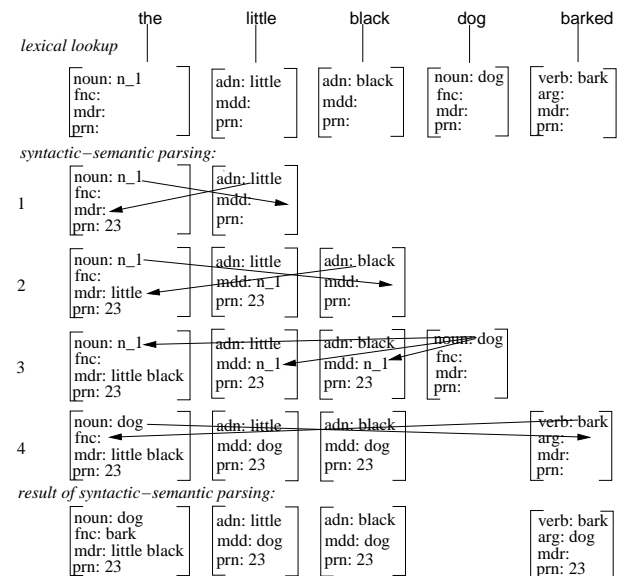 the little black dog barked
lexical lookup
noun: n_1 adn: little adn: black noun: dog verb: bark
fnc: mdd: mdd: fnc: arg:
mdr: prn: prn: mdr: mdr:
prn: prn: prn:
syntactic−semantic parsing:
noun: n_1 adn: little
fnc: mdd:
1 mdr: prn:
prn: 23
noun: n_1 adn: little adn: black
fnc: mdd: n_1 mdd:
2 mdr: little prn: 23 prn:
prn: 23
noun: n_1 adn: little adn: black noun: dog
fnc: mdd: n_1 mdd: n_1 fnc:
3 mdr: little black prn: 23 prn: 23 mdr:
prn: 23 prn:
noun: dog adn: little adn: black verb: bark
fnc: mdd: dog mdd: dog arg:
4 mdr: little black prn: 23 prn: 23 mdr:
prn: 23 prn:
result of syntactic−semantic parsing:
noun: dog adn: little adn: black verb: bark
fnc: bark mdd: dog mdd: dog arg: dog
mdr: little black prn: 23 prn: 23 mdr:
prn: 23 prn: 23